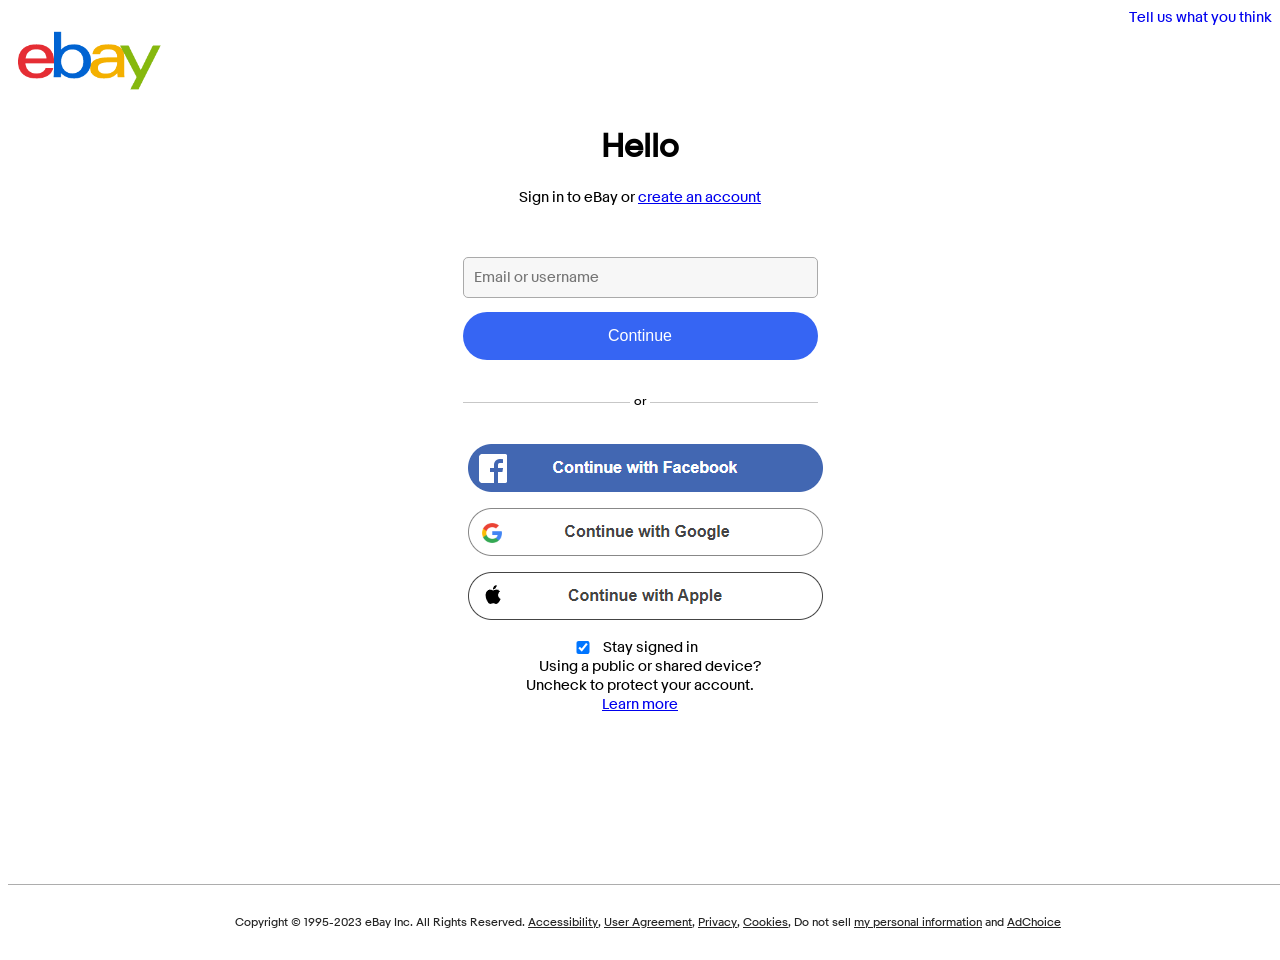 Tell us what you think
ebay
Hello
Sign in to eBay or create an account
Email or username
Continue
or
Continue with Facebook
Continue with Google
Continue with Apple
Stay signed in
Using a public or shared device?
Uncheck to protect your account.
Learn more
Copyright © 1995-2023 eBay Inc. All Rights Reserved. Accessibility, User Agreement, Privacy, Cookies, Do not sell my personal information and AdChoice